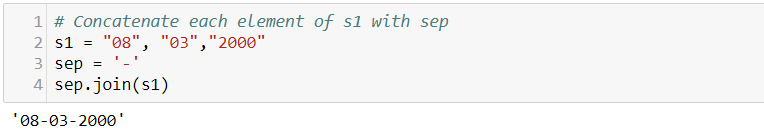 1 # Concatenate each element of s1 with sep
2 s1 = "08", "03","2000"
3 sep = '-'
4 sep.join(s1)
'08-03-2000'